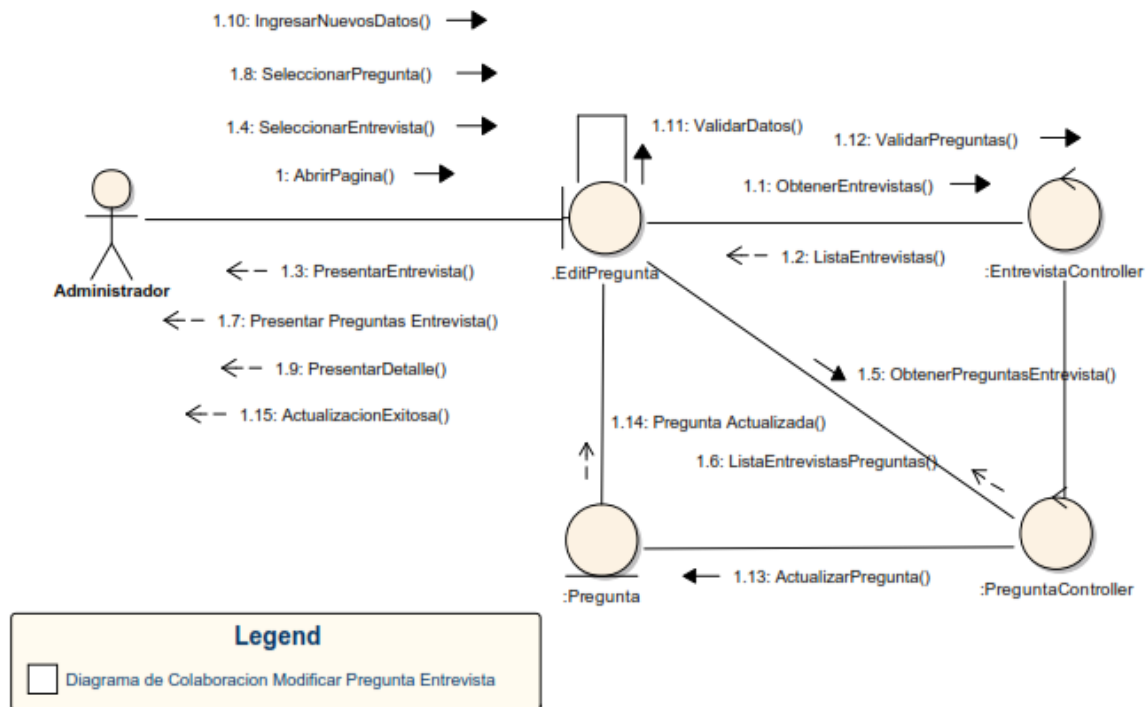 1.10: IngresarNuevosDatos()
1.8: SeleccionarPregunta()
1.4: SeleccionarEntrevista()
1.11: ValidarDatos()
1.12: ValidarPreguntas()
1: AbrirPagina()
1.1: ObtenerEntrevistas()
.EditPregunta
1.2: ListaEntrevistas()
:EntrevistaController
1.3: PresentarEntrevista()
Administrador
1.7: Presentar Preguntas Entrevista()
1.9: PresentarDetalle()
1.5: ObtenerPreguntasEntrevista()
1.15: ActualizacionExitosa()
1.14: Pregunta Actualizada()
1.6: ListaEntrevistasPreguntas()
1.13: ActualizarPregunta()
:Pregunta
:PreguntaController
Legend
Diagrama de Colaboracion Modificar Pregunta Entrevista